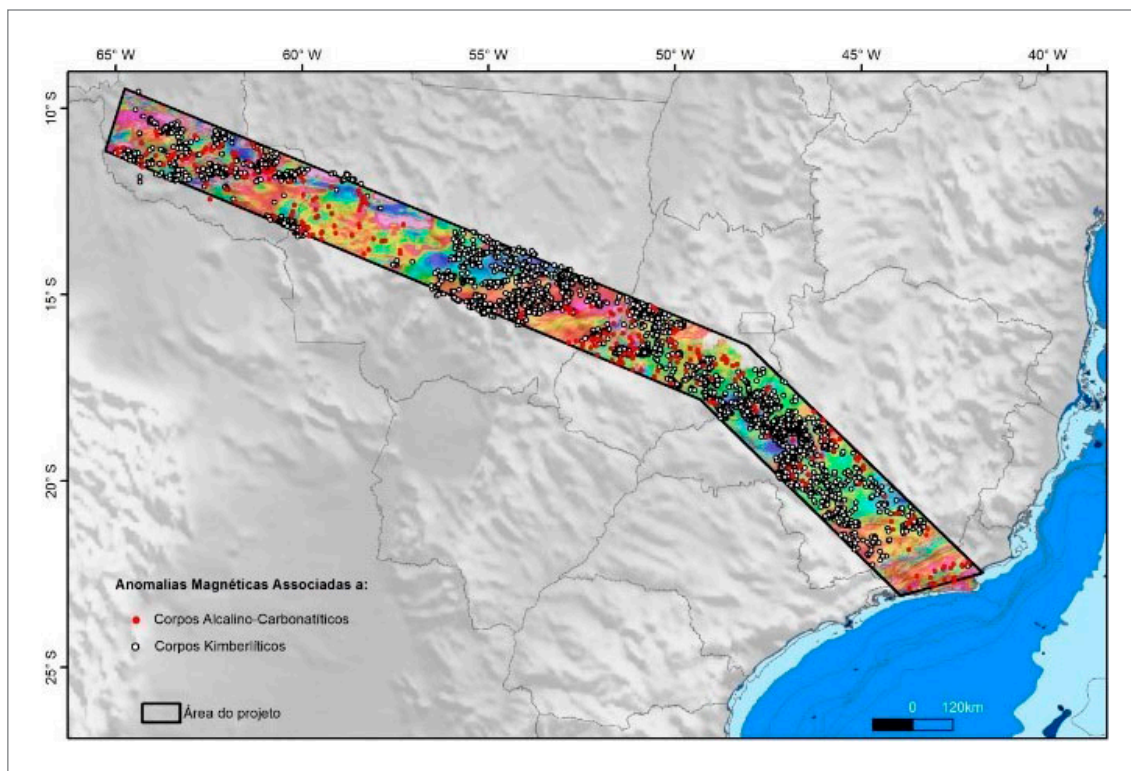 65° W 60° W 55° W 50° W 45° W 40° W
10° S
15° S
20° S
25° S
Anomalias Magnéticas Associadas a:
Corpos Alcalino-Carbonatíticos
Corpos Kimberlíticos
Área do projeto
0 120km